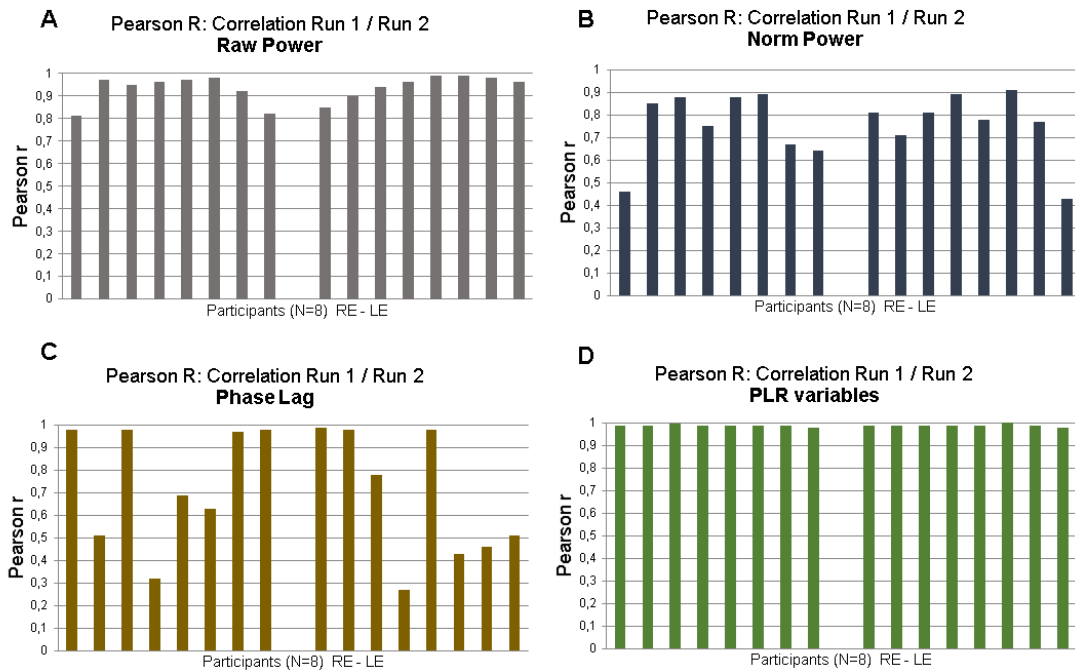 A
Pearson R: Correlation Run 1 / Run 2
Raw Power
Pearson r
1
0,9
0,8
0,7
0,6
0,5
0,4
0,3
0,2
0,1
0
Participants (N=8) RE - LE
B
Pearson R: Correlation Run 1 / Run 2
Norm Power
Pearson r
1
0,9
0,8
0,7
0,6
0,5
0,4
0,3
0,2
0,1
0
Participants (N=8) RE - LE
C
Pearson R: Correlation Run 1 / Run 2
Phase Lag
Pearson r
1
0,9
0,8
0,7
0,6
0,5
0,4
0,3
0,2
0,1
0
Participants (N=8) RE - LE
D
Pearson R: Correlation Run 1 / Run 2
PLR variables
Pearson r
1
0,9
0,8
0,7
0,6
0,5
0,4
0,3
0,2
0,1
0
Participants (N=8) RE - LE